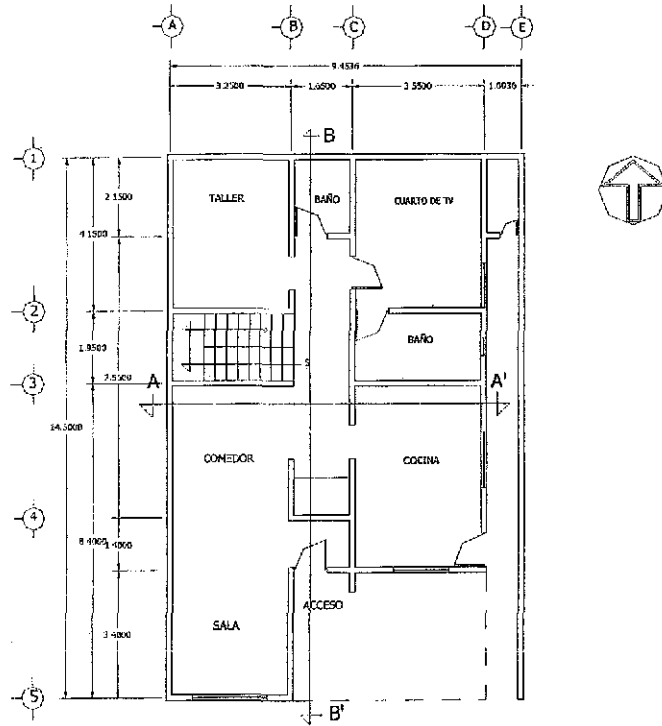 A B C D E
9.4536
3.2500 1.6500 3.5500 1.0036
B
1
2.1500
TALLER
BAÑO
CUARTO DE TV
4.1500
2
BAÑO
1.9500
3
A
A'
14.5000
COMEDOR
COCINA
4
8.4000
1.4000
ACCESO
SALA
3.4000
5
B'